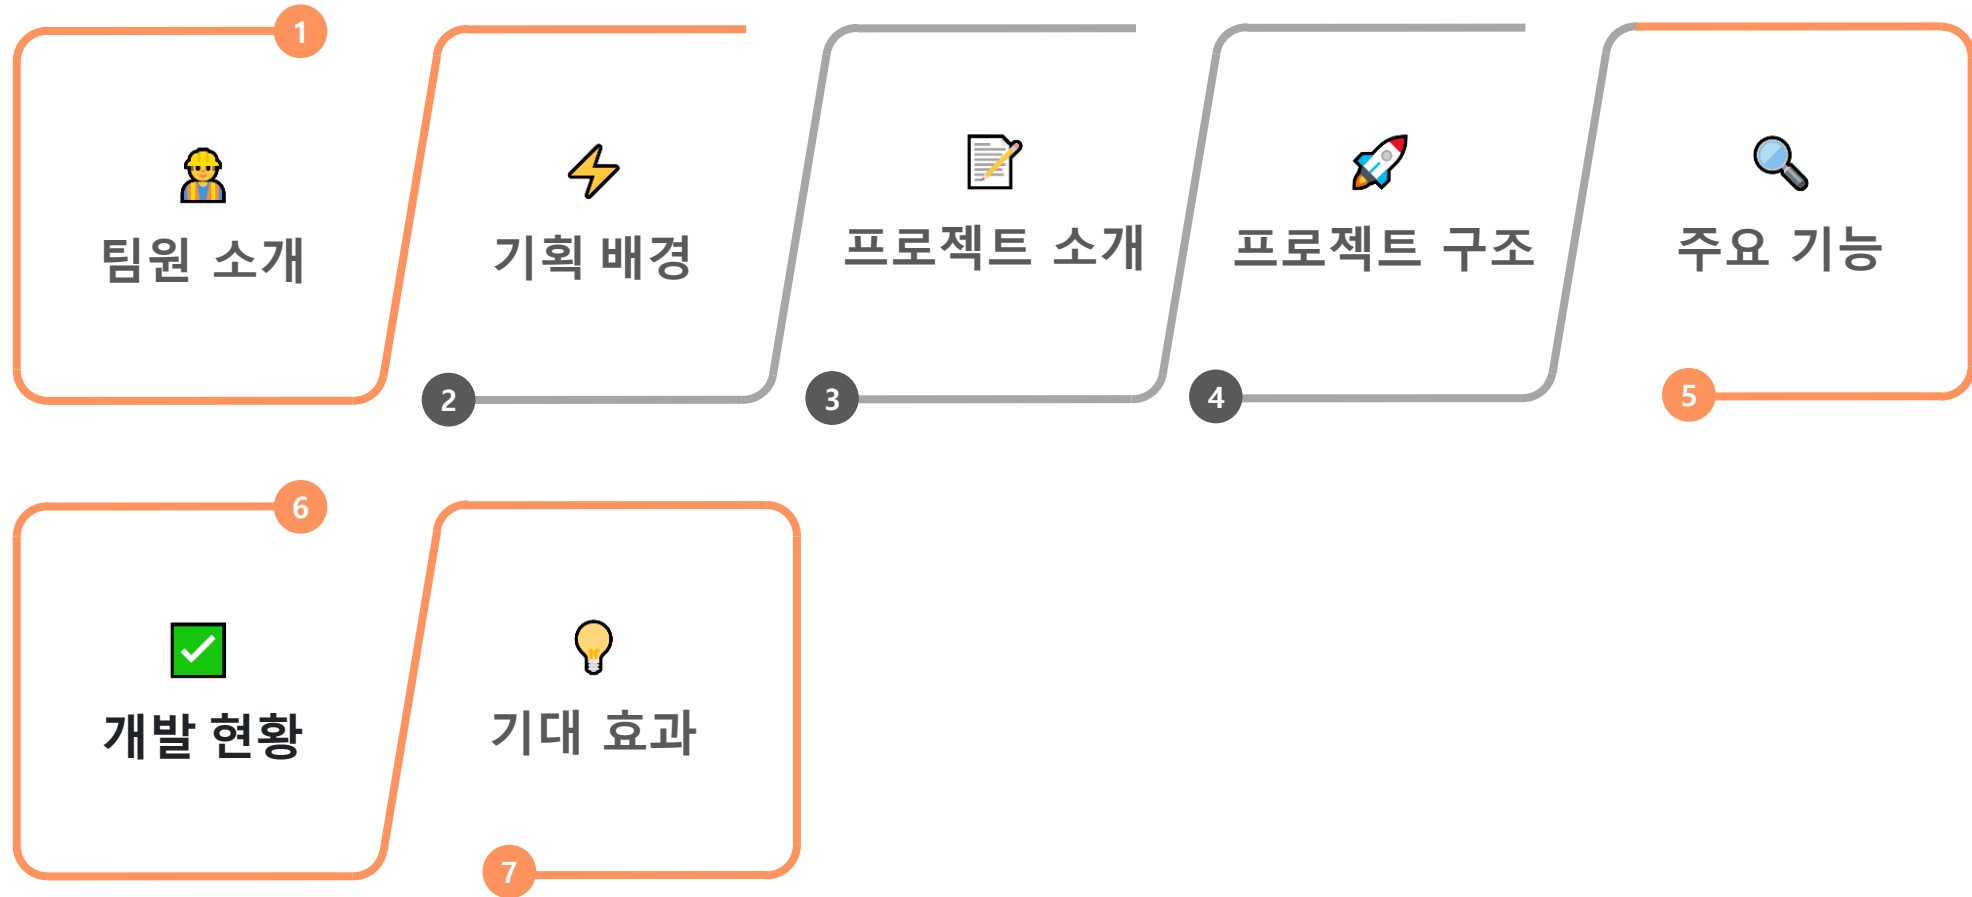 1
팀원 소개
2
기획 배경
3
프로젝트 소개
4
프로젝트 구조
5
주요 기능
6
개발 현황
7
기대 효과